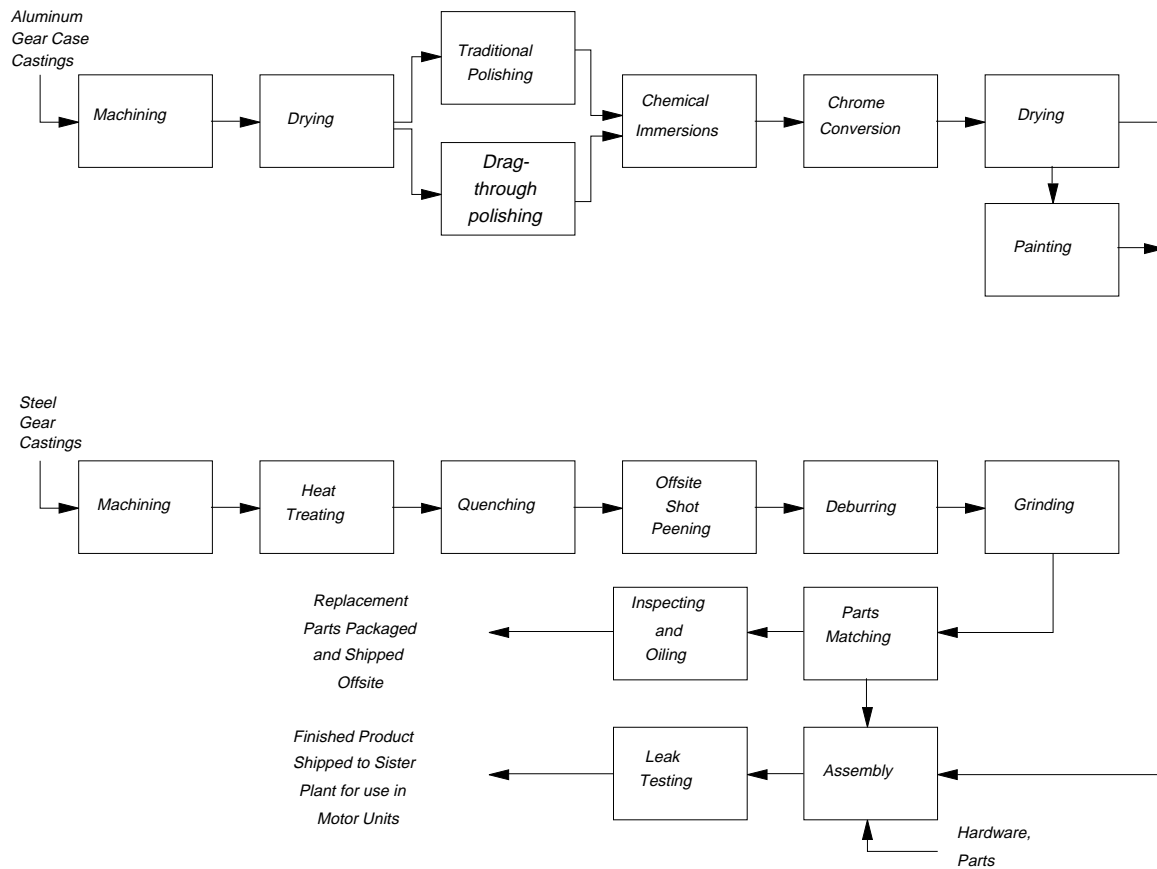 Aluminum
Gear Case
Castings
Machining
Drying
Traditional
Polishing
Drag-
through
polishing
Chemical
Immersions
Chrome
Conversion
Drying
Painting
Steel
Gear
Castings
Machining
Heat
Treating
Quenching
Offsite
Shot
Peening
Deburring
Grinding
Replacement
Parts Packaged
and Shipped
Offsite
Inspecting
and
Oiling
Parts
Matching
Finished Product
Shipped to Sister
Plant for use in
Motor Units
Leak
Testing
Assembly
Hardware,
Parts